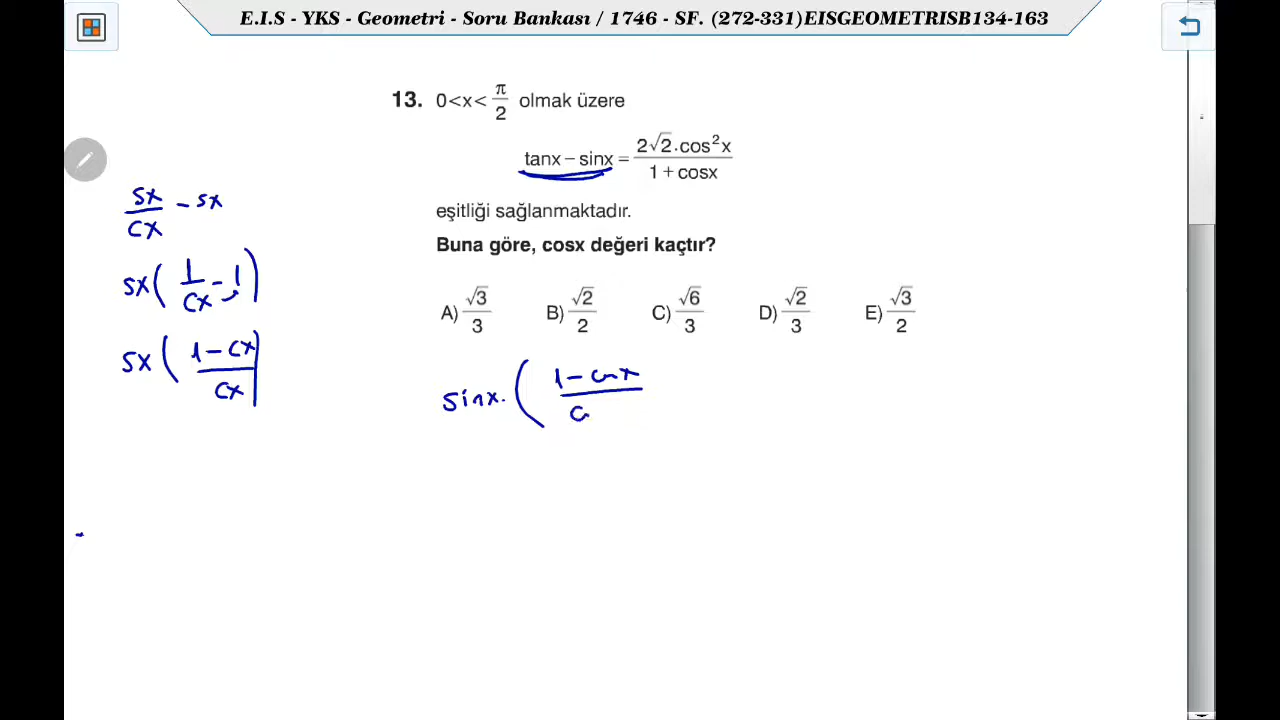 E.I.S - YKS - Geometri - Soru Bankası / 1746 - SF. (272-331)EISGEOMETRISB134-163
13. 0<x<π/2 olmak üzere
tanx − sinx = 2√2.cos²x / 1 + cosx
eşitliği sağlanmaktadır.
Buna göre, cosx değeri kaçtır?
A) √3/3 B) √2/2 C) √6/3 D) √2/3 E) √3/2
sx/cx - sx
sx(1/cx - 1)
sx(1-cx/cx)
sinx.(1-cosx/c